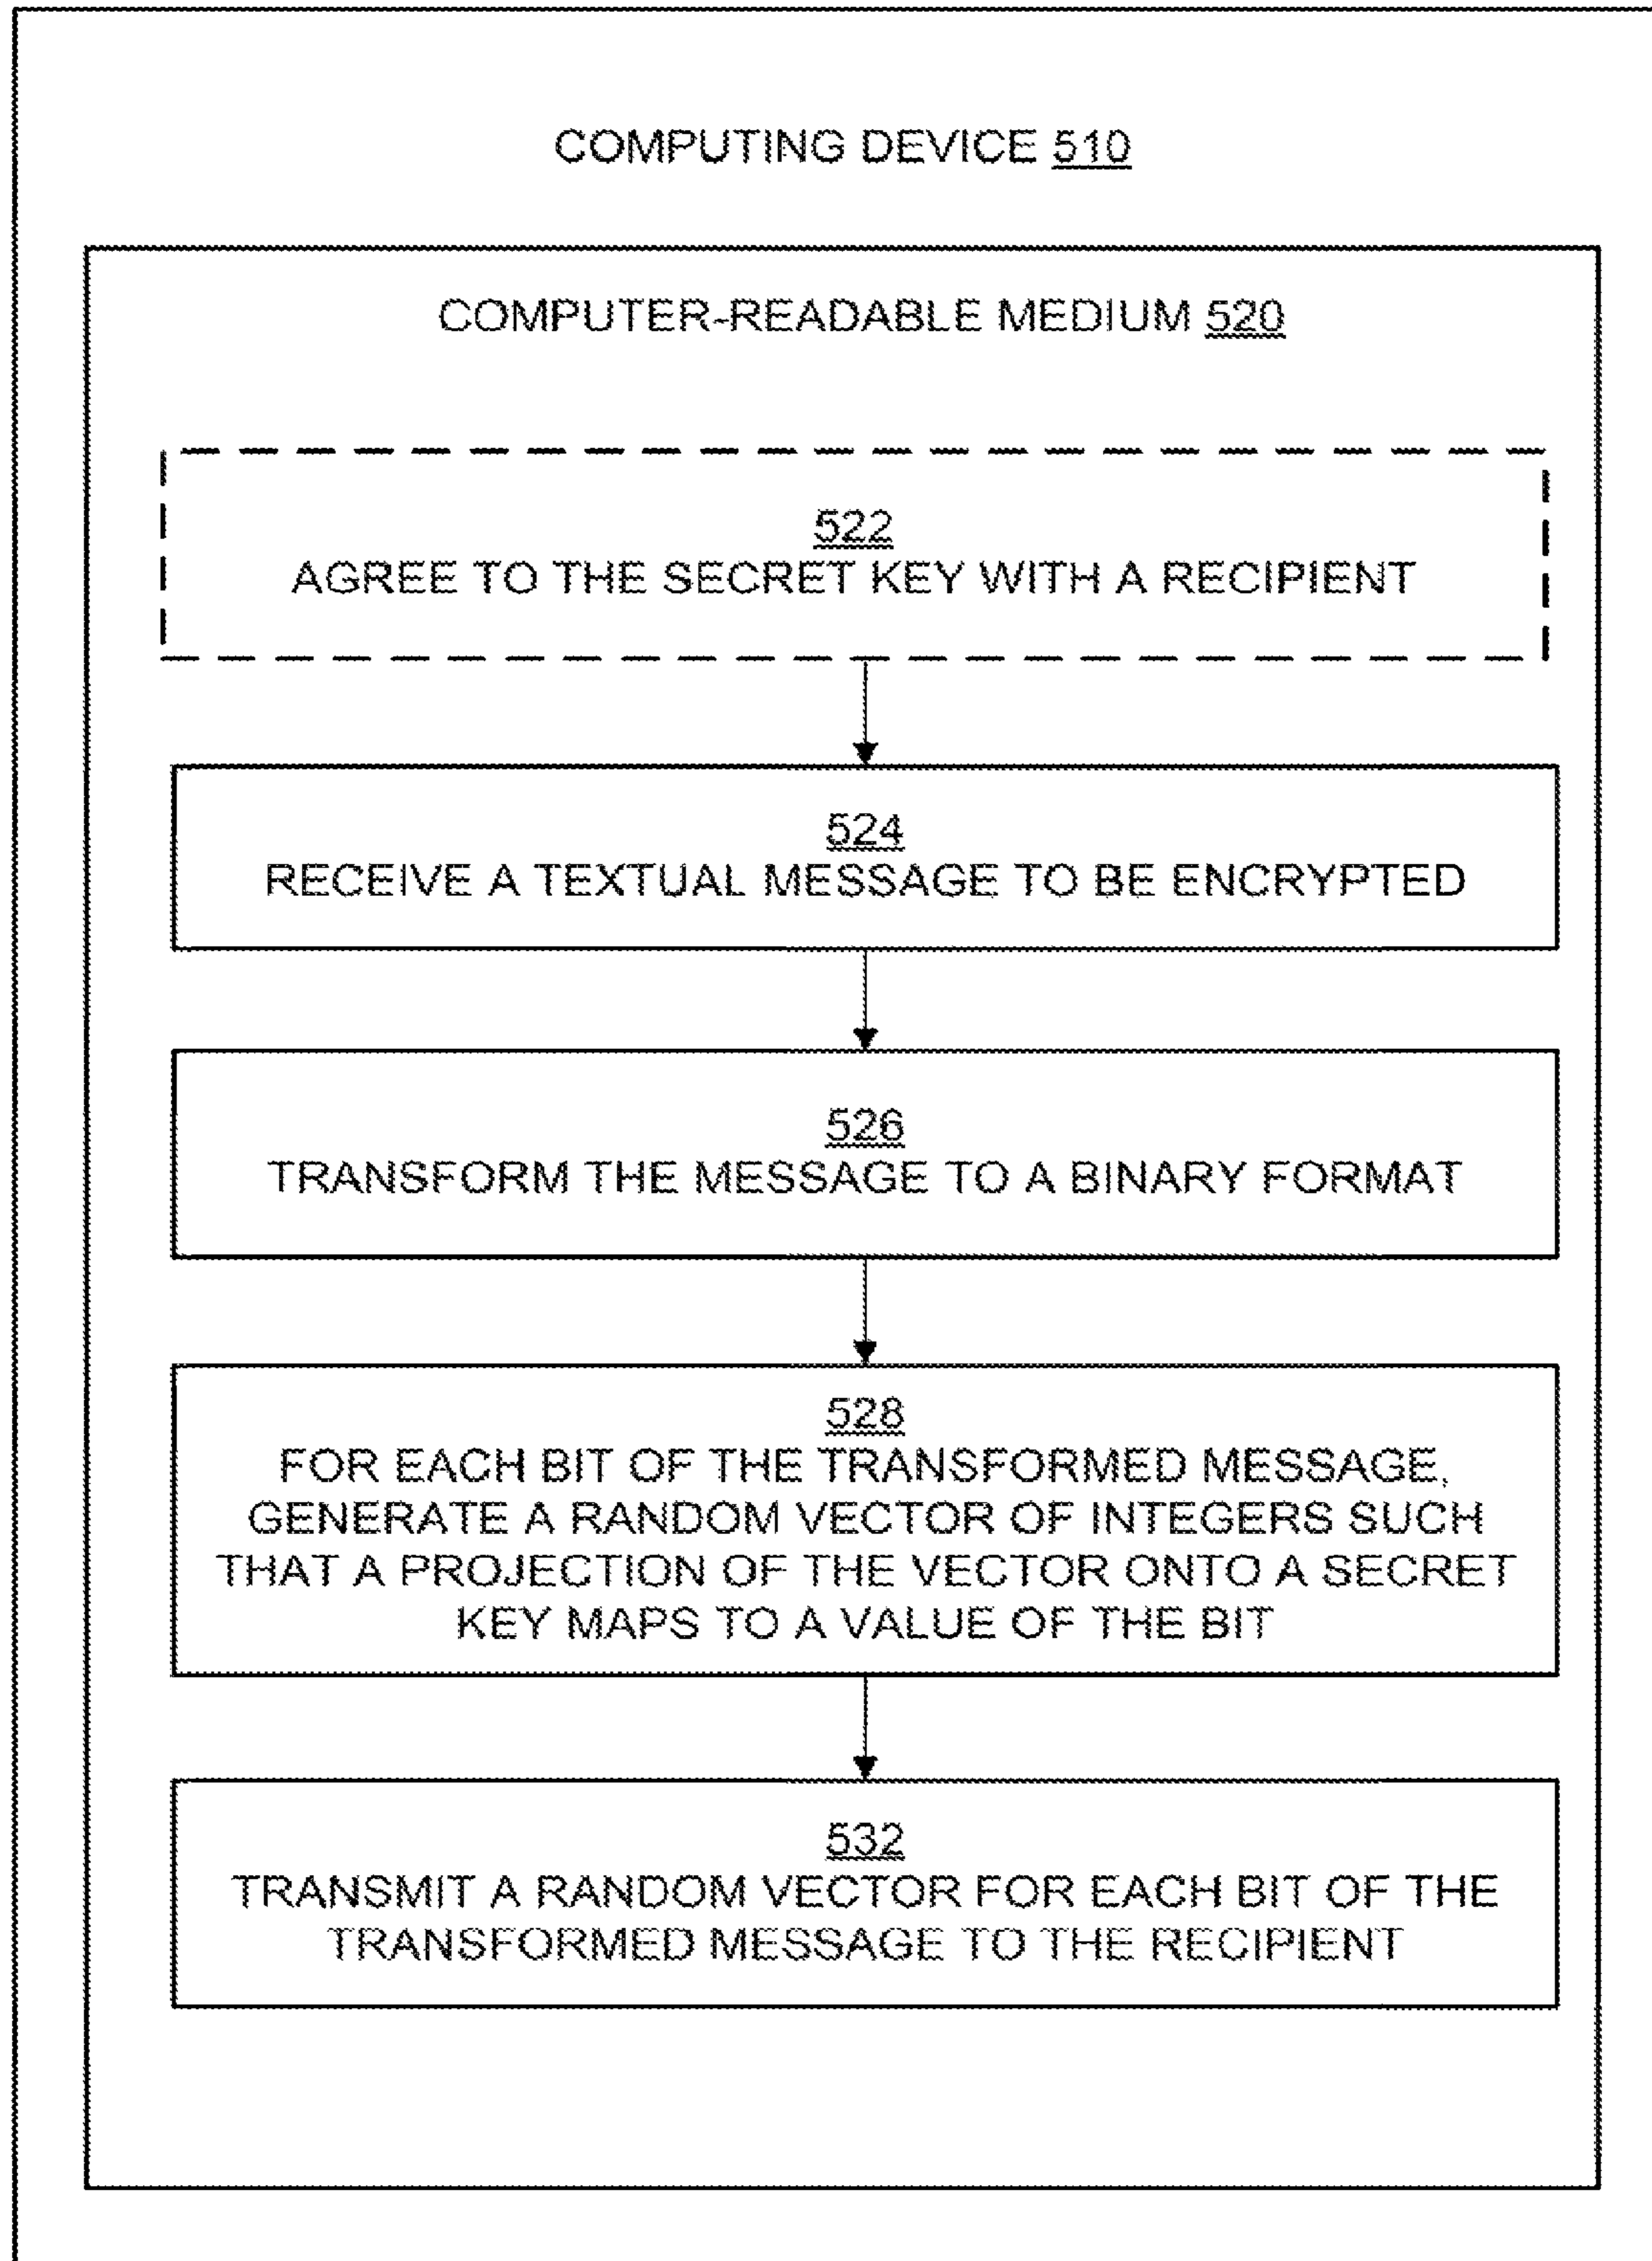 COMPUTING DEVICE 510
COMPUTER-READABLE MEDIUM 520
522
AGREE TO THE SECRET KEY WITH A RECIPIENT
524
RECEIVE A TEXTUAL MESSAGE TO BE ENCRYPTED
526
TRANSFORM THE MESSAGE TO A BINARY FORMAT
528
FOR EACH BIT OF THE TRANSFORMED MESSAGE,
GENERATE A RANDOM VECTOR OF INTEGERS SUCH
THAT A PROJECTION OF THE VECTOR ONTO A SECRET
KEY MAPS TO A VALUE OF THE BIT
532
TRANSMIT A RANDOM VECTOR FOR EACH BIT OF THE
TRANSFORMED MESSAGE TO THE RECIPIENT